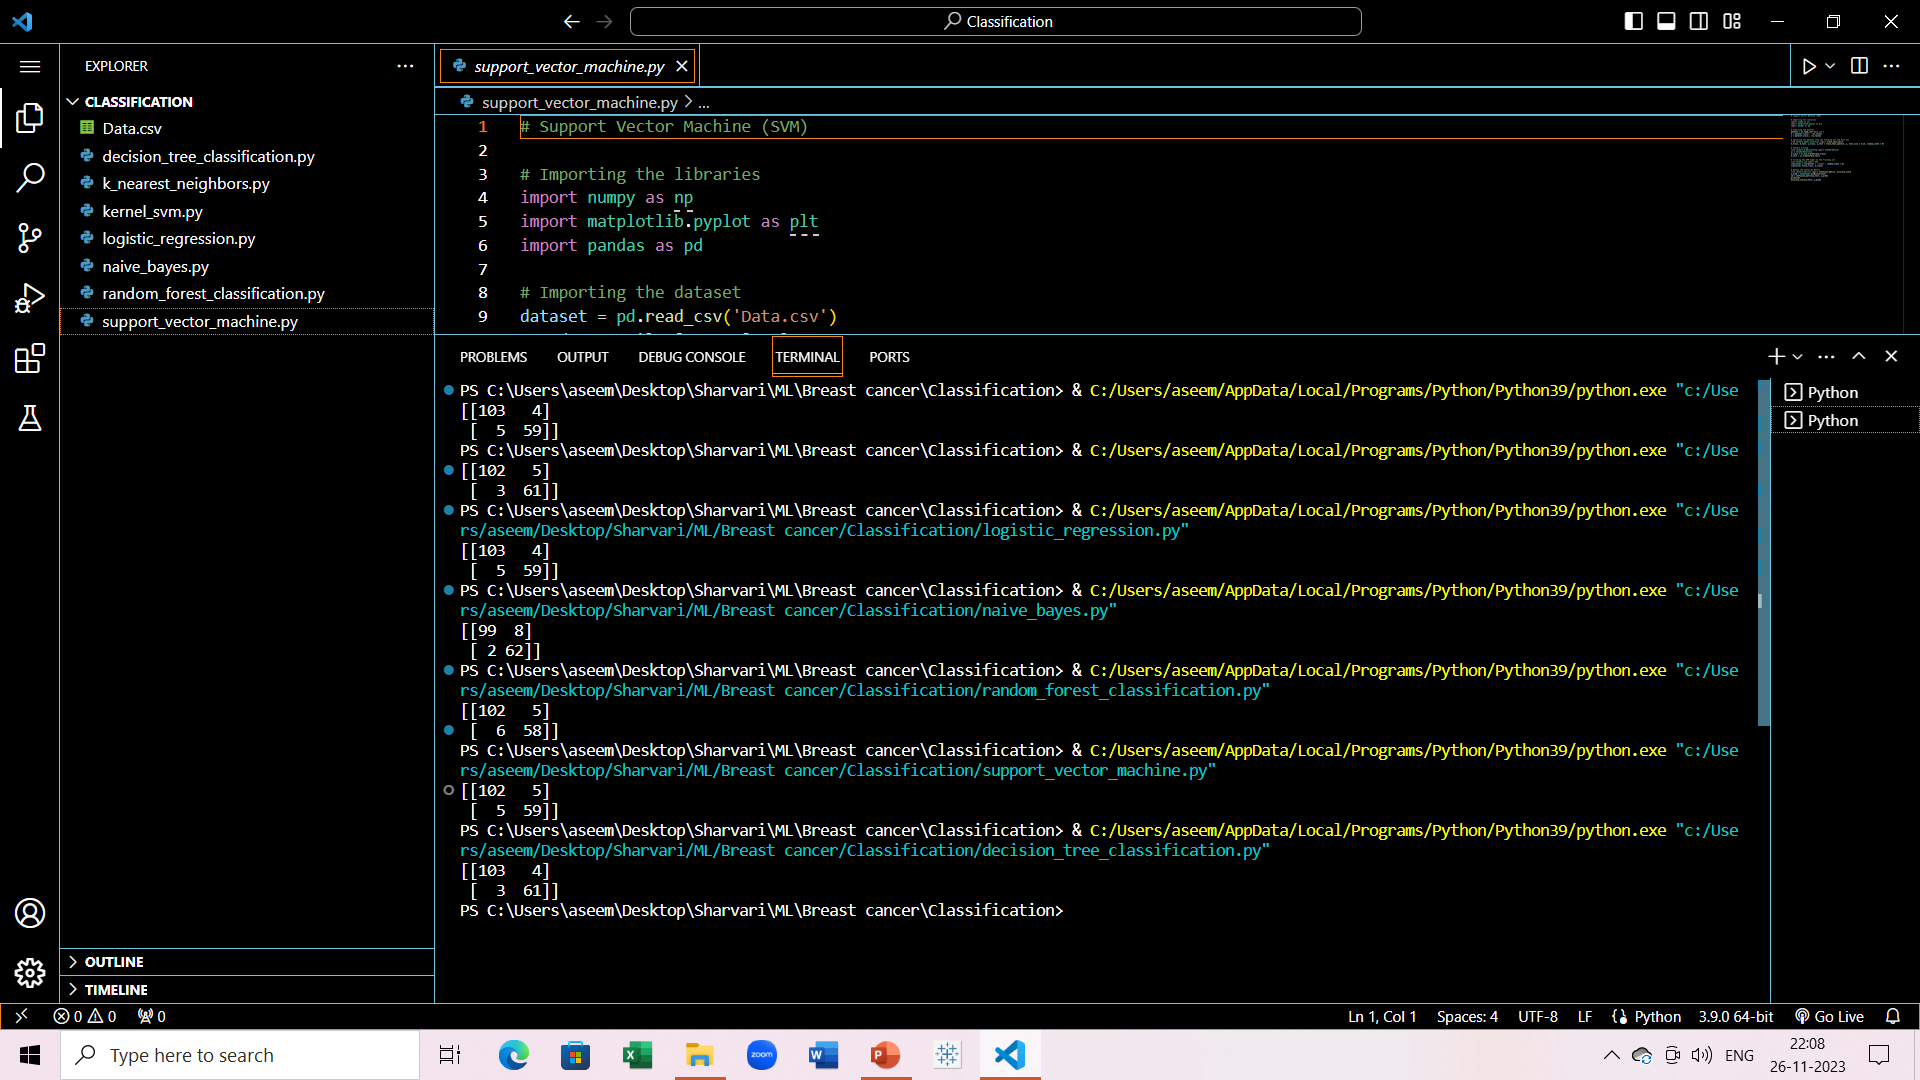 Classification
EXPLORER
CLASSIFICATION
Data.csv
decision_tree_classification.py
k_nearest_neighbors.py
kernel_svm.py
logistic_regression.py
naive_bayes.py
random_forest_classification.py
support_vector_machine.py
OUTLINE
TIMELINE
support_vector_machine.py
support_vector_machine.py > ...
1 # Support Vector Machine (SVM)
2
3 # Importing the libraries
4 import numpy as np
5 import matplotlib.pyplot as plt
6 import pandas as pd
7
8 # Importing the dataset
9 dataset = pd.read_csv('Data.csv')
PROBLEMS OUTPUT DEBUG CONSOLE TERMINAL PORTS
PS C:\Users\aseem\Desktop\Sharvari\ML\Breast cancer\Classification> & C:/Users/aseem/AppData/Local/Programs/Python/Python39/python.exe "c:/Use
[[103   4]
 [  5  59]]
PS C:\Users\aseem\Desktop\Sharvari\ML\Breast cancer\Classification> & C:/Users/aseem/AppData/Local/Programs/Python/Python39/python.exe "c:/Use
[[102   5]
 [  3  61]]
PS C:\Users\aseem\Desktop\Sharvari\ML\Breast cancer\Classification> & C:/Users/aseem/AppData/Local/Programs/Python/Python39/python.exe "c:/Use
rs/aseem/Desktop/Sharvari/ML/Breast cancer/Classification/logistic_regression.py"
[[103   4]
 [  5  59]]
PS C:\Users\aseem\Desktop\Sharvari\ML\Breast cancer\Classification> & C:/Users/aseem/AppData/Local/Programs/Python/Python39/python.exe "c:/Use
rs/aseem/Desktop/Sharvari/ML/Breast cancer/Classification/naive_bayes.py"
[[99  8]
 [ 2 62]]
PS C:\Users\aseem\Desktop\Sharvari\ML\Breast cancer\Classification> & C:/Users/aseem/AppData/Local/Programs/Python/Python39/python.exe "c:/Use
rs/aseem/Desktop/Sharvari/ML/Breast cancer/Classification/random_forest_classification.py"
[[102   5]
 [  6  58]]
PS C:\Users\aseem\Desktop\Sharvari\ML\Breast cancer\Classification> & C:/Users/aseem/AppData/Local/Programs/Python/Python39/python.exe "c:/Use
rs/aseem/Desktop/Sharvari/ML/Breast cancer/Classification/support_vector_machine.py"
[[102   5]
 [  5  59]]
PS C:\Users\aseem\Desktop\Sharvari\ML\Breast cancer\Classification> & C:/Users/aseem/AppData/Local/Programs/Python/Python39/python.exe "c:/Use
rs/aseem/Desktop/Sharvari/ML/Breast cancer/Classification/decision_tree_classification.py"
[[103   4]
 [  3  61]]
PS C:\Users\aseem\Desktop\Sharvari\ML\Breast cancer\Classification>
Python
Python
0 0 0
Ln 1, Col 1 Spaces: 4 UTF-8 LF Python 3.9.0 64-bit Go Live
Type here to search
zoom
ENG
22:08
26-11-2023